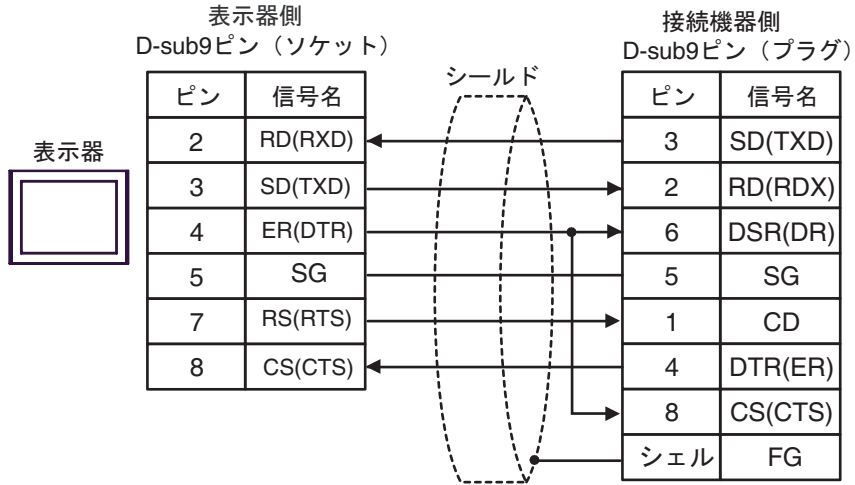 表示器側
D-sub9ピン（ソケット）
接続機器側
D-sub9ピン（プラグ）
シールド
表示器
ピン 信号名
2 RD(RXD)
3 SD(TXD)
4 ER(DTR)
5 SG
7 RS(RTS)
8 CS(CTS)
ピン 信号名
3 SD(TXD)
2 RD(RDX)
6 DSR(DR)
5 SG
1 CD
4 DTR(ER)
8 CS(CTS)
シェル FG